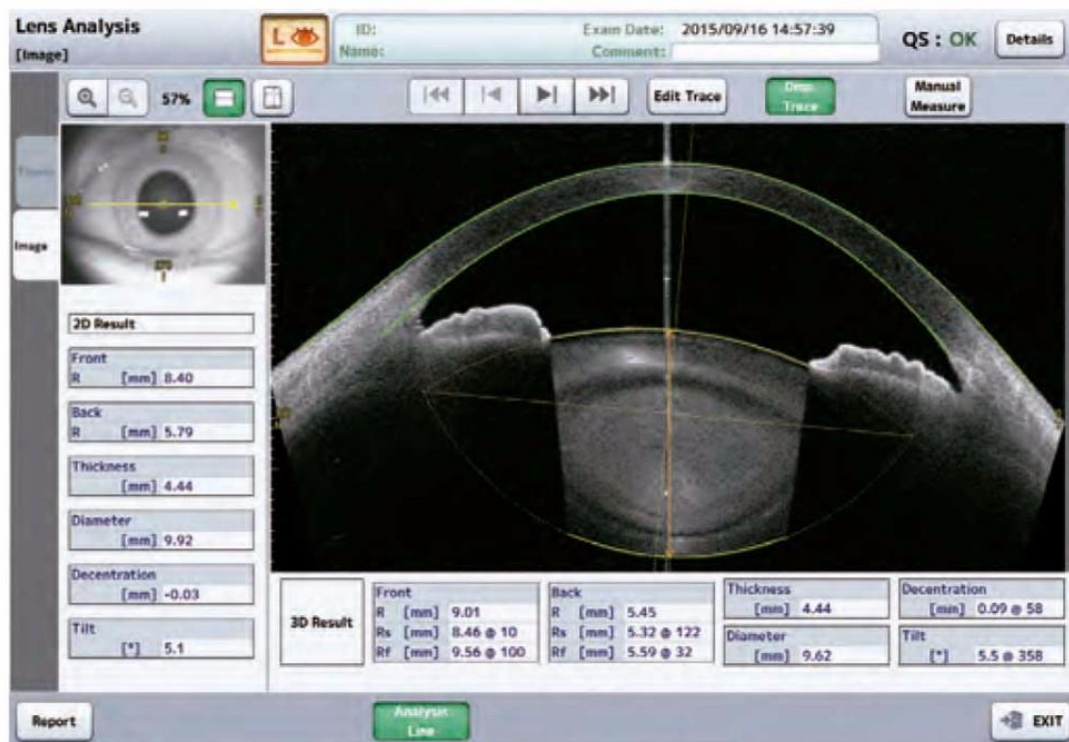 Lens Analysis
[Image]
L
ID:
Name:
Exam Date: 2015/09/16 14:57:39
Comment:
QS : OK
Details
57%
Edit Trace
Trace
Manual
Measure
Image
2D Result
Front
R [mm] 8.40
Back
R [mm] 5.79
Thickness
[mm] 4.44
Diameter
[mm] 9.92
Decentration
[mm] -0.03
Tilt
[°] 5.1
3D Result
Front
R [mm] 9.01
Rs [mm] 8.46 @ 10
Rf [mm] 9.56 @ 100
Back
R [mm] 5.45
Rs [mm] 5.32 @ 122
Rf [mm] 5.59 @ 32
Thickness
[mm] 4.44
Diameter
[mm] 9.62
Decentration
[mm] 0.09 @ 58
Tilt
[°] 5.5 @ 358
Report
Analysis
Line
EXIT